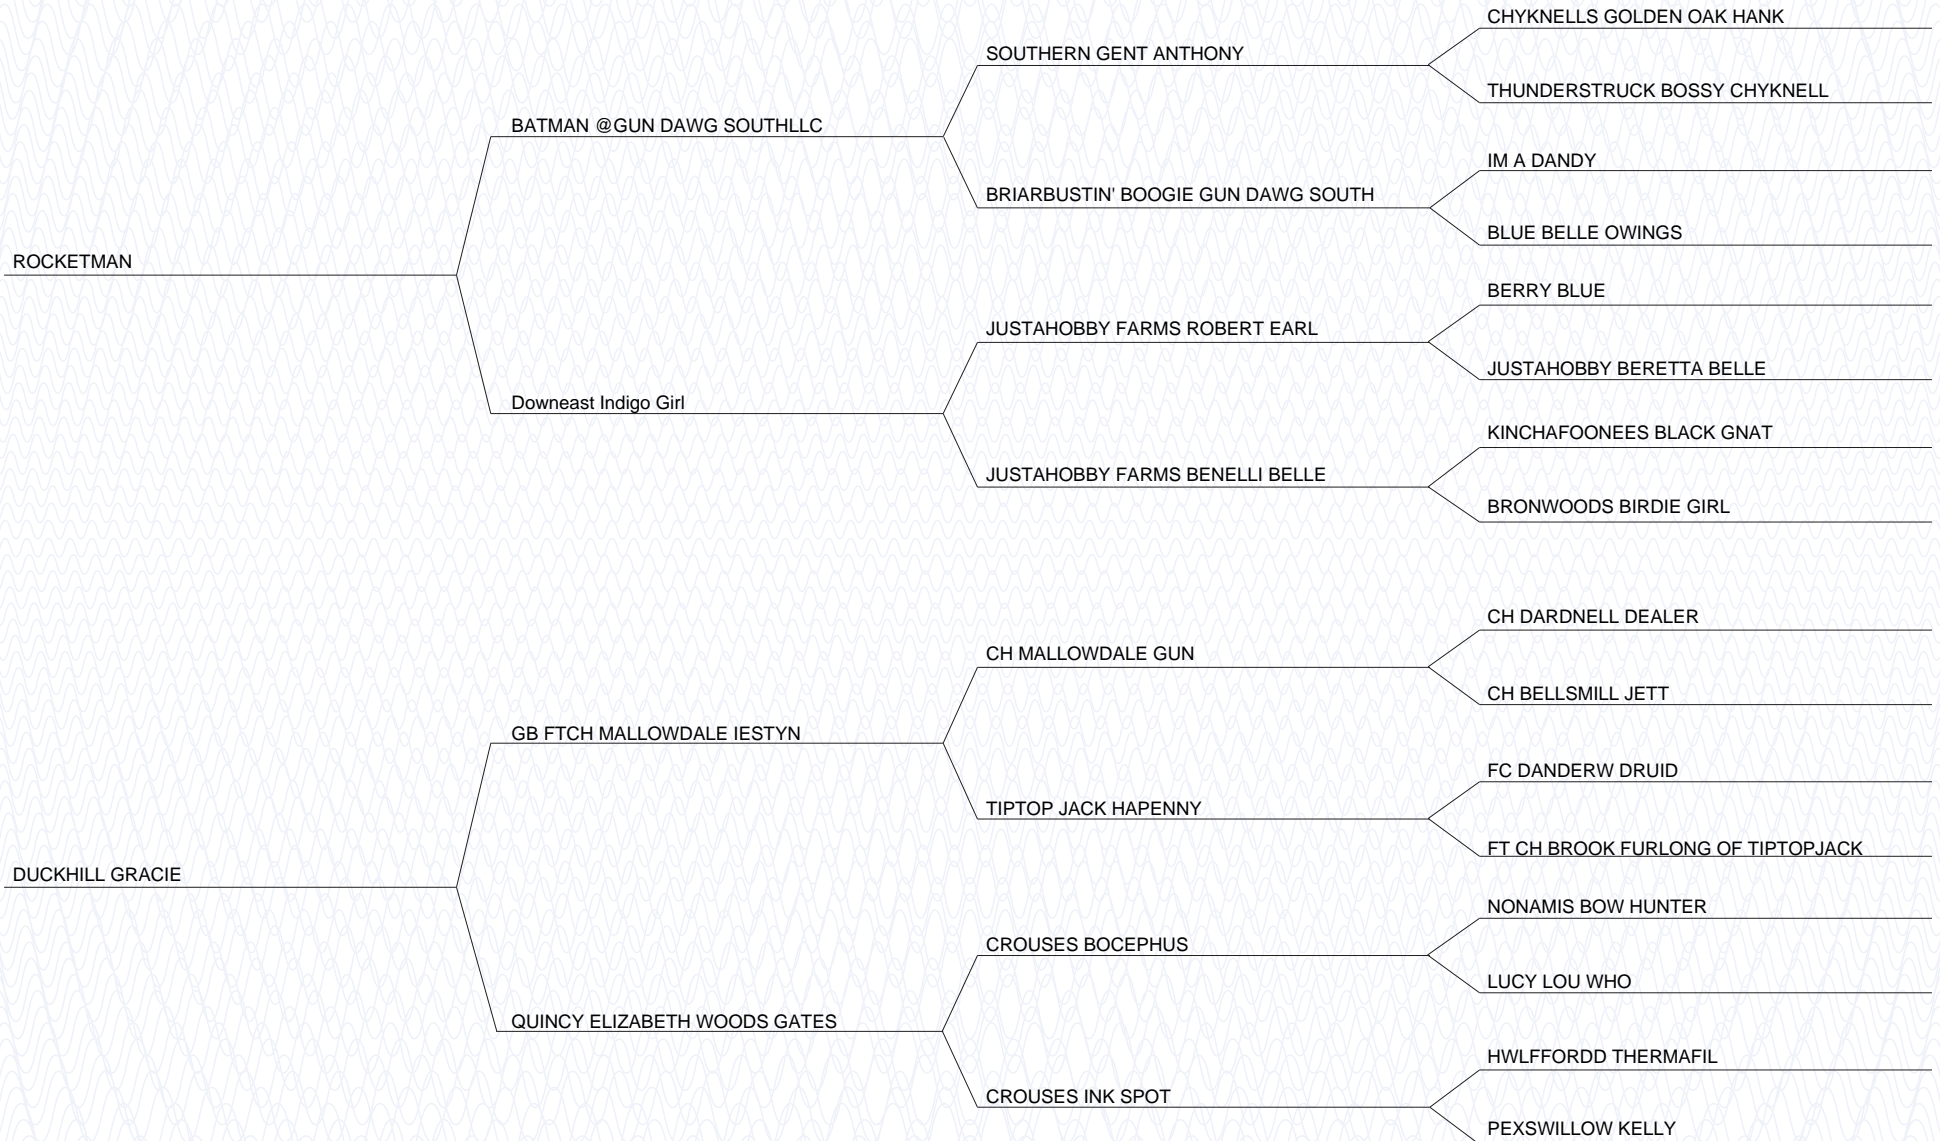 CHYKNELLS GOLDEN OAK HANK
SOUTHERN GENT ANTHONY
THUNDERSTRUCK BOSSY CHYKNELL
BATMAN @GUN DAWG SOUTHLLC
IM A DANDY
BRIARBUSTIN' BOOGIE GUN DAWG SOUTH
BLUE BELLE OWINGS
ROCKETMAN
BERRY BLUE
JUSTAHOBBY FARMS ROBERT EARL
JUSTAHOBBY BERETTA BELLE
Downeast Indigo Girl
KINCHAFOONEES BLACK GNAT
JUSTAHOBBY FARMS BENELLI BELLE
BRONWOODS BIRDIE GIRL
CH DARDNELL DEALER
CH MALLOWDALE GUN
CH BELLSMILL JETT
GB FTCH MALLOWDALE IESTYN
FC DANDERW DRUID
TIPTOP JACK HAPENNY
FT CH BROOK FURLONG OF TIPTOPJACK
DUCKHILL GRACIE
NONAMIS BOW HUNTER
CROUSES BOCEPHUS
LUCY LOU WHO
QUINCY ELIZABETH WOODS GATES
HWLFFORDD THERMAFIL
CROUSES INK SPOT
PEXSWILLOW KELLY